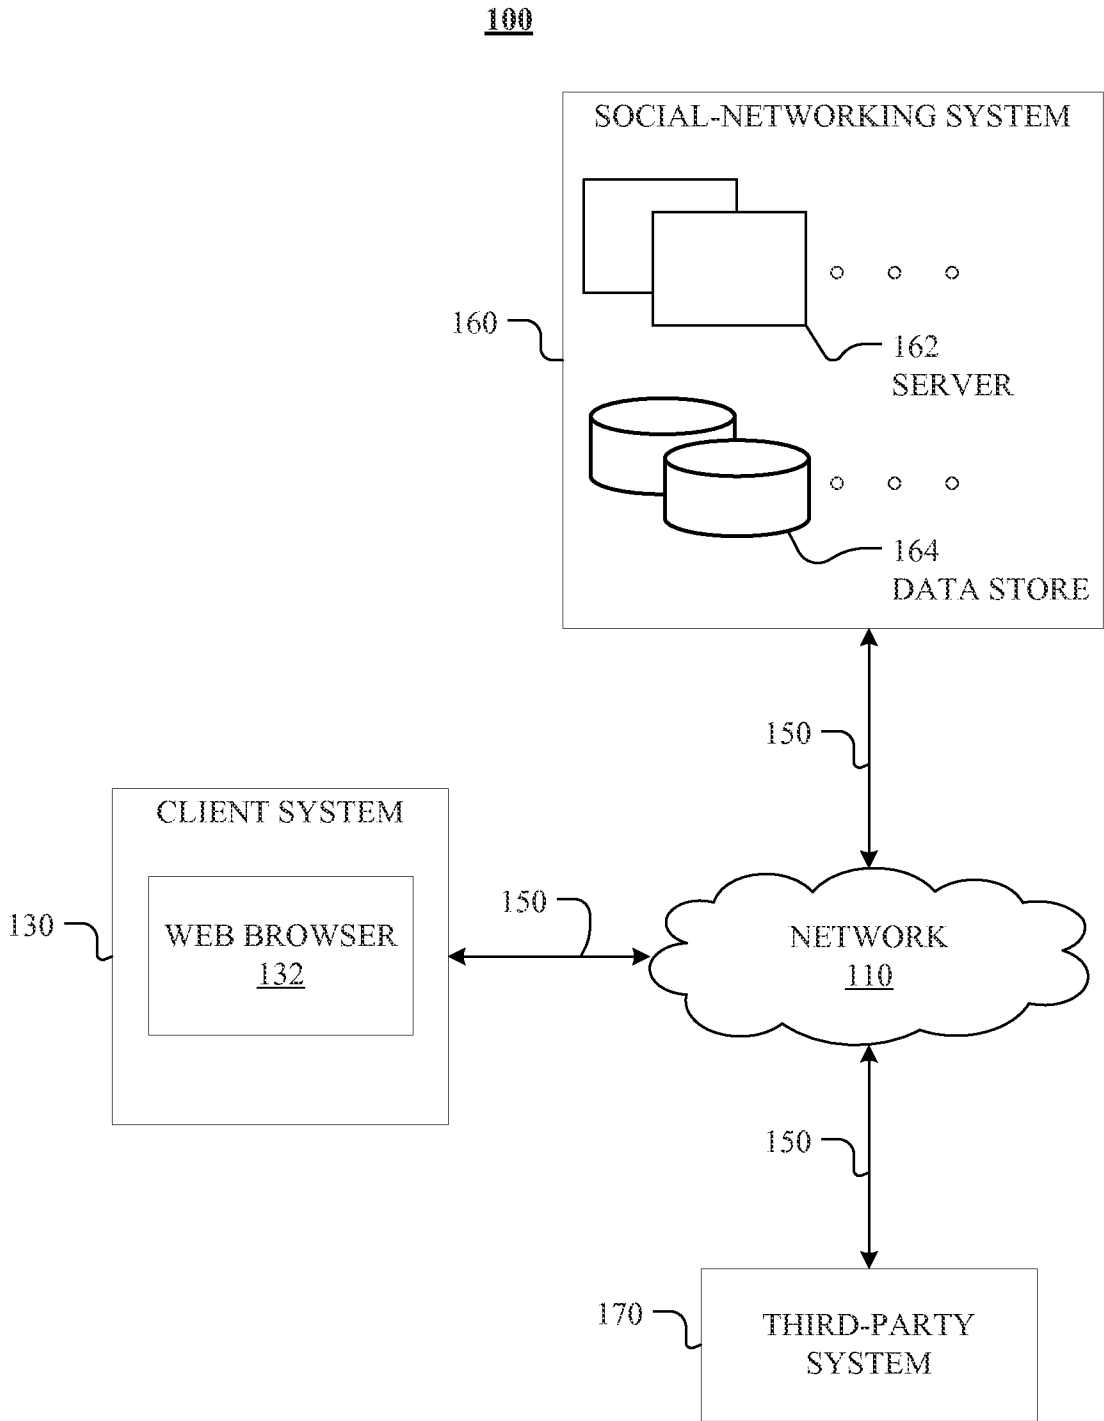 100
SOCIAL-NETWORKING SYSTEM
160
162
SERVER
164
DATA STORE
150
CLIENT SYSTEM
130
WEB BROWSER
132
150
NETWORK
110
150
170
THIRD-PARTY
SYSTEM